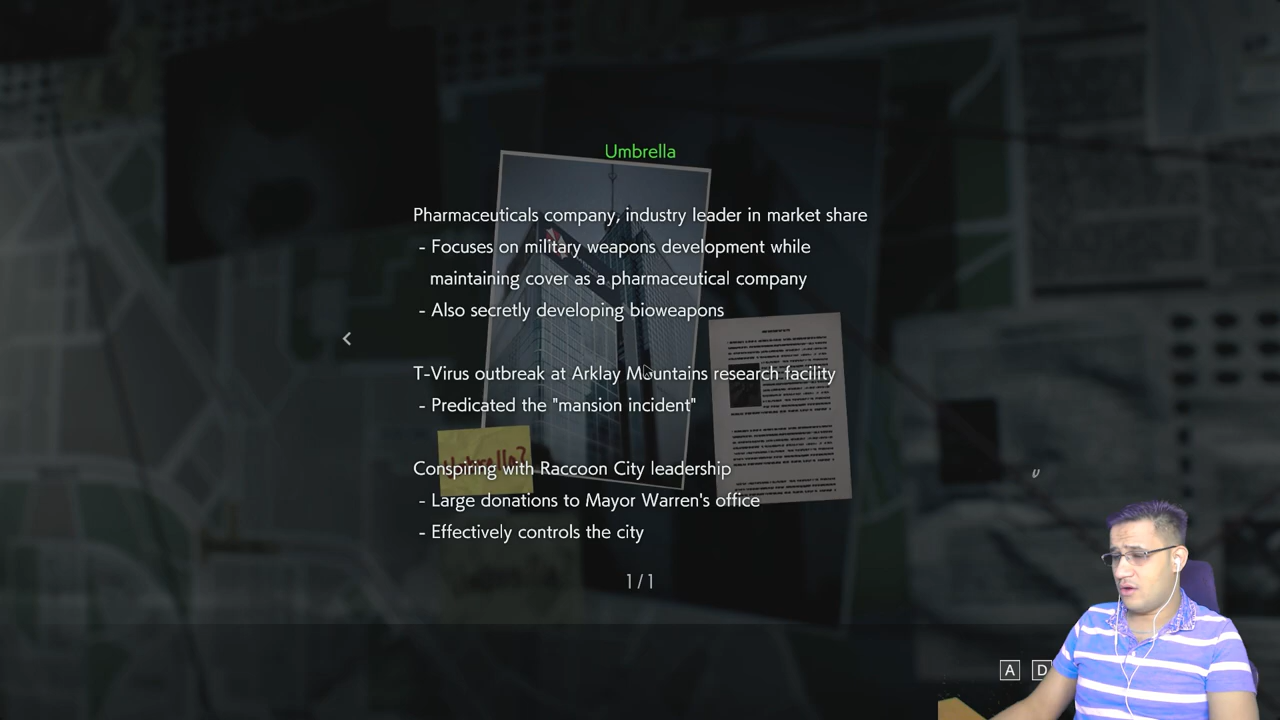 Umbrella
Pharmaceuticals company, industry leader in market share
- Focuses on military weapons development while
maintaining cover as a pharmaceutical company
- Also secretly developing bioweapons
T-Virus outbreak at Arklay Mountains research facility
- Predicated the "mansion incident"
Conspiring with Raccoon City leadership
- Large donations to Mayor Warren's office
- Effectively controls the city
1/1
A D